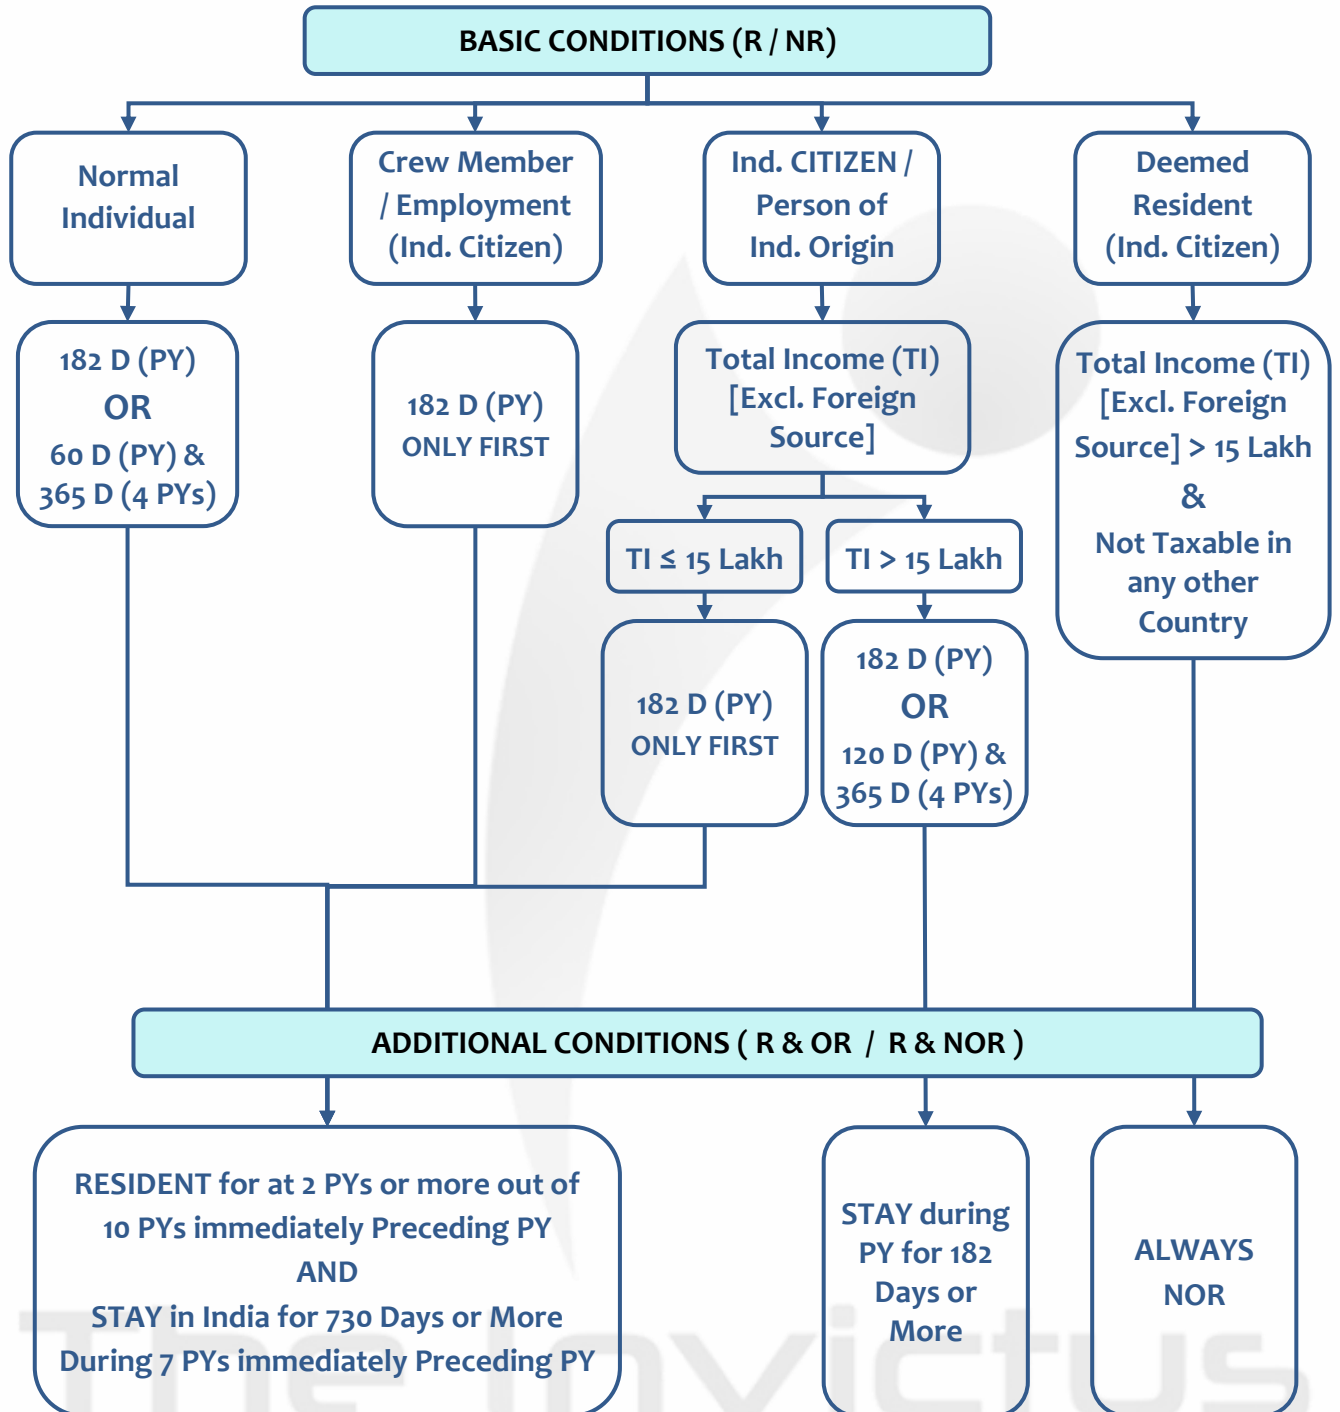 BASIC CONDITIONS (R / NR)
Normal
Individual
Crew Member
/ Employment
(Ind. Citizen)
Ind. CITIZEN /
Person of
Ind. Origin
Deemed
Resident
(Ind. Citizen)
182 D (PY)
OR
60 D (PY) &
365 D (4 PYs)
182 D (PY)
ONLY FIRST
Total Income (TI)
[Excl. Foreign
Source]
Total Income (TI)
[Excl. Foreign
Source] > 15 Lakh
&
Not Taxable in
any other
Country
TI ≤ 15 Lakh
TI > 15 Lakh
182 D (PY)
ONLY FIRST
182 D (PY)
OR
120 D (PY) &
365 D (4 PYs)
ADDITIONAL CONDITIONS ( R & OR / R & NOR )
RESIDENT for at 2 PYs or more out of
10 PYs immediately Preceding PY
AND
STAY in India for 730 Days or More
During 7 PYs immediately Preceding PY
STAY during
PY for 182
Days or
More
ALWAYS
NOR
The Invictus